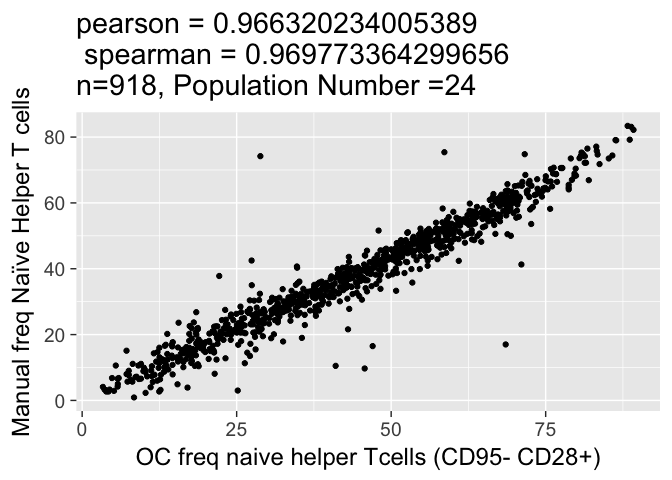 pearson = 0.966320234005389
spearman = 0.969773364299656
n=918, Population Number =24
Manual freq Naïve Helper T cells
80
60
40
20
0
0 25 50 75
OC freq naive helper Tcells (CD95- CD28+)